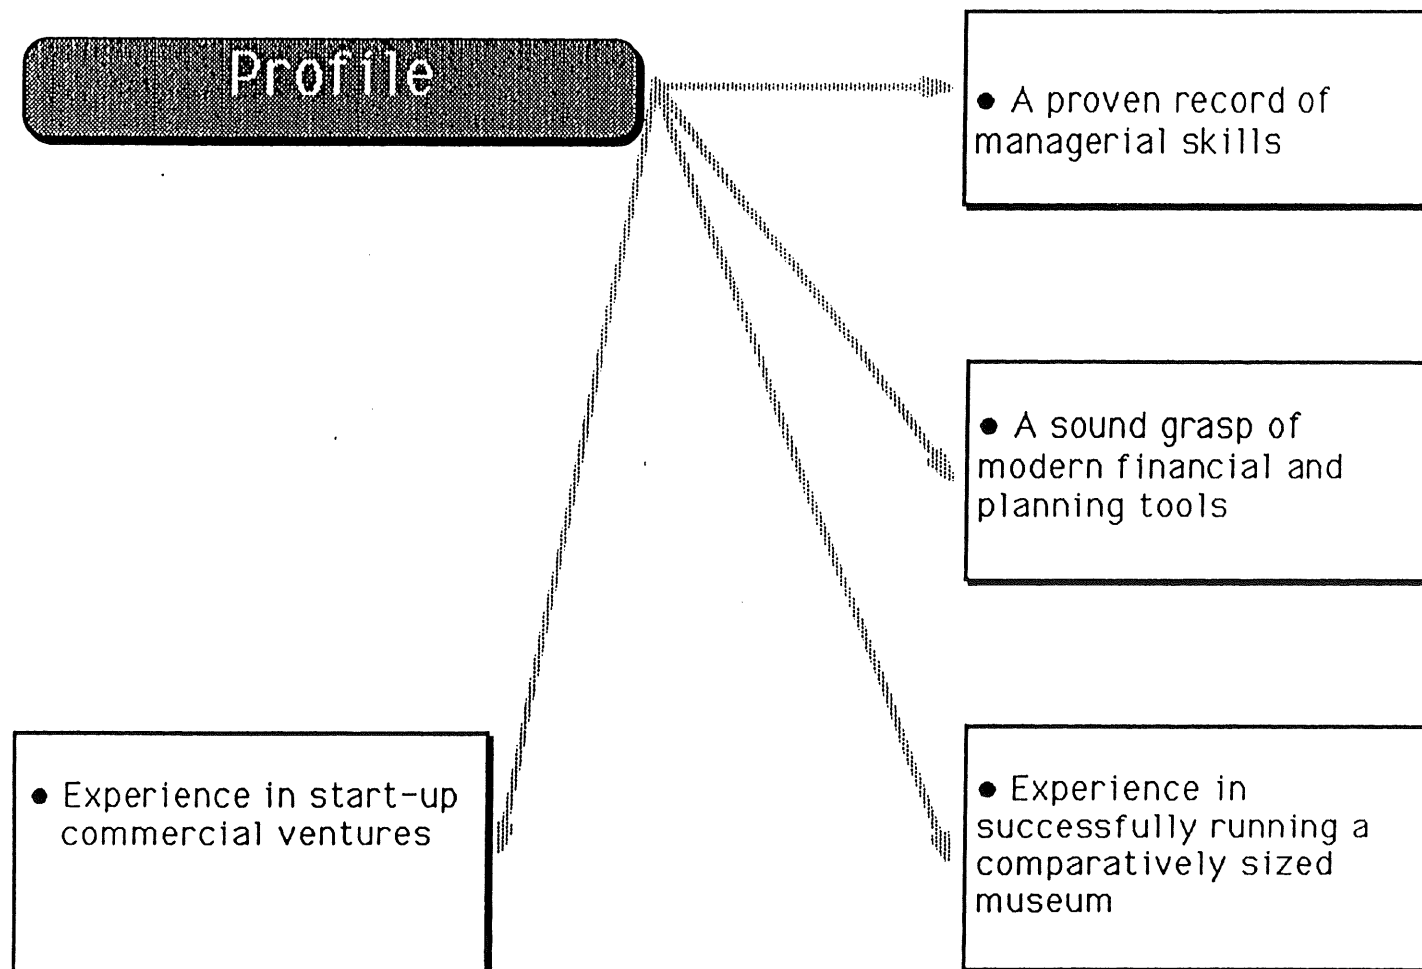 Profile
● A proven record of
managerial skills
● A sound grasp of
modern financial and
planning tools
● Experience in start-up
commercial ventures
● Experience in
successfully running a
comparatively sized
museum